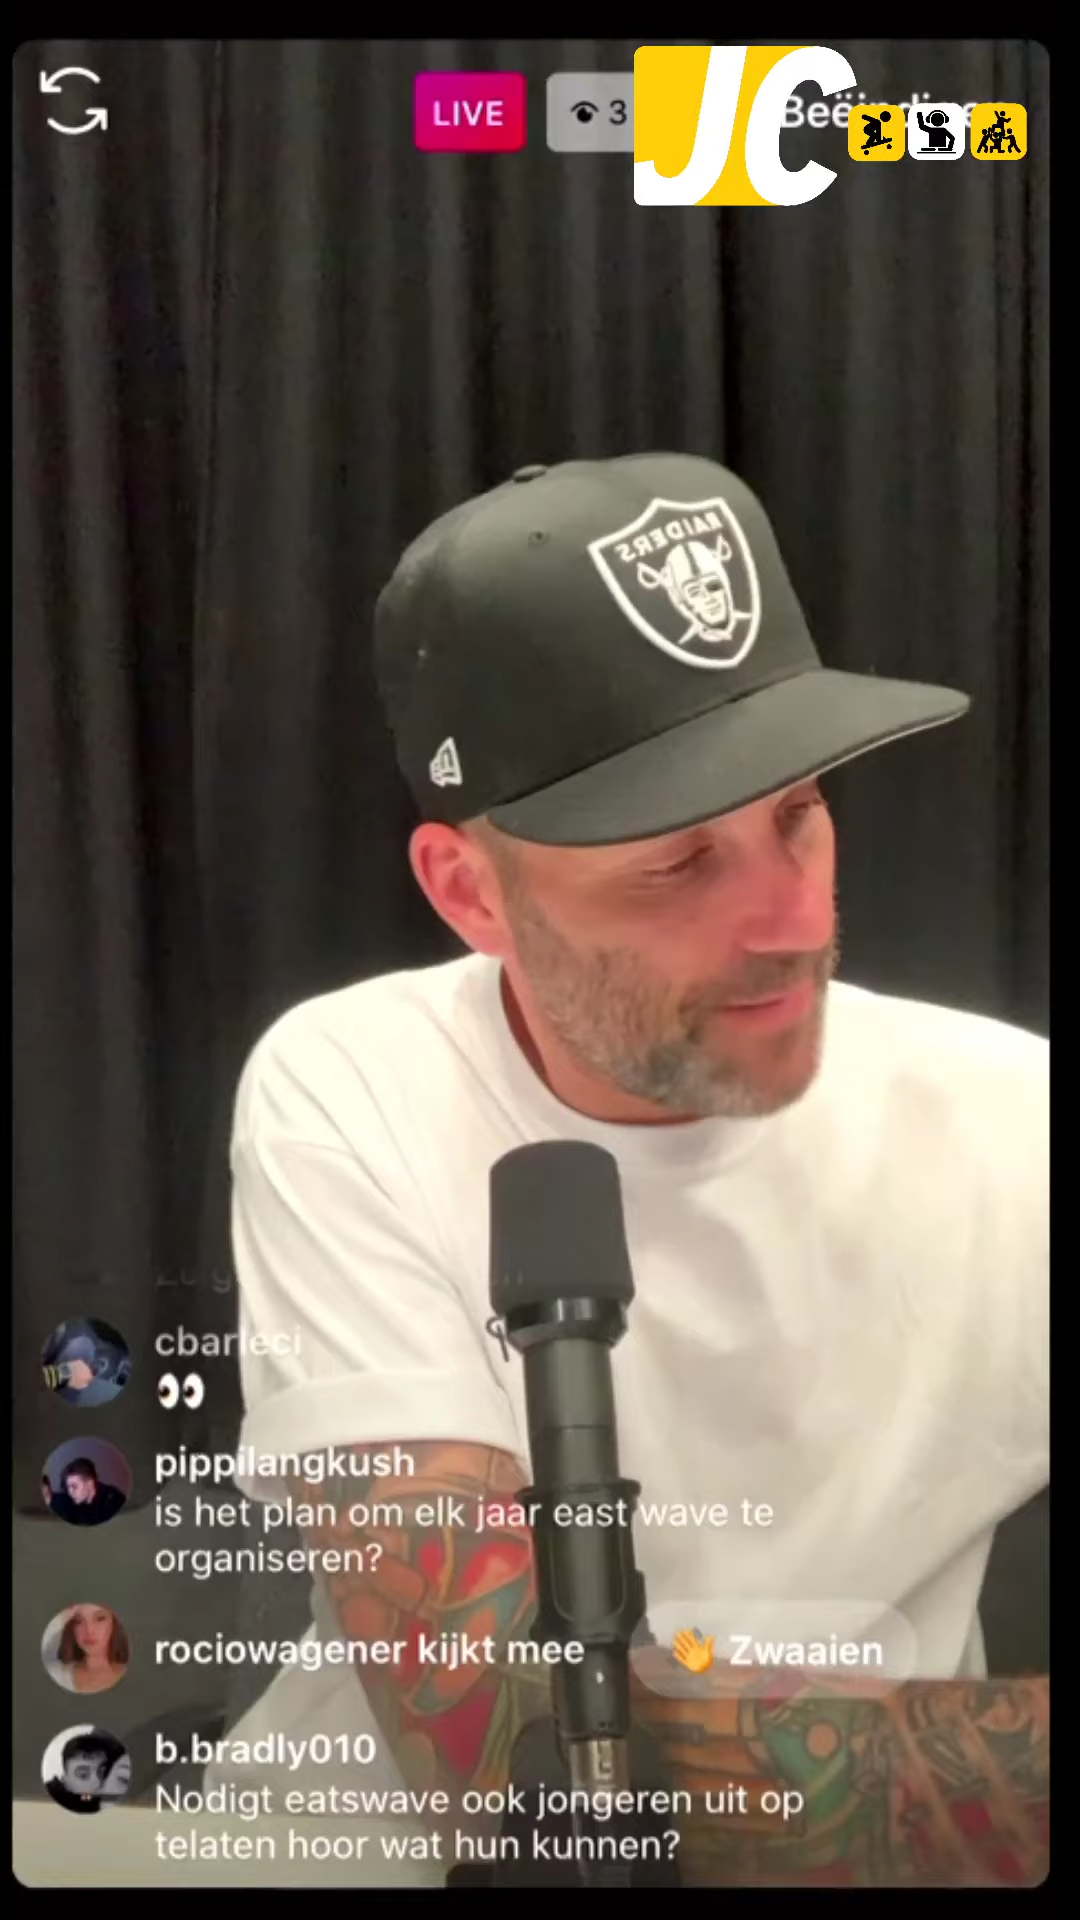 LIVE
3
JC
RAIDERS
cbarleci
👀
pippilangkush
is het plan om elk jaar east wave te
organiseren?
rociowagener kijkt mee
👋 Zwaaien
b.bradly010
Nodigt eatswave ook jongeren uit op
telaten hoor wat hun kunnen?